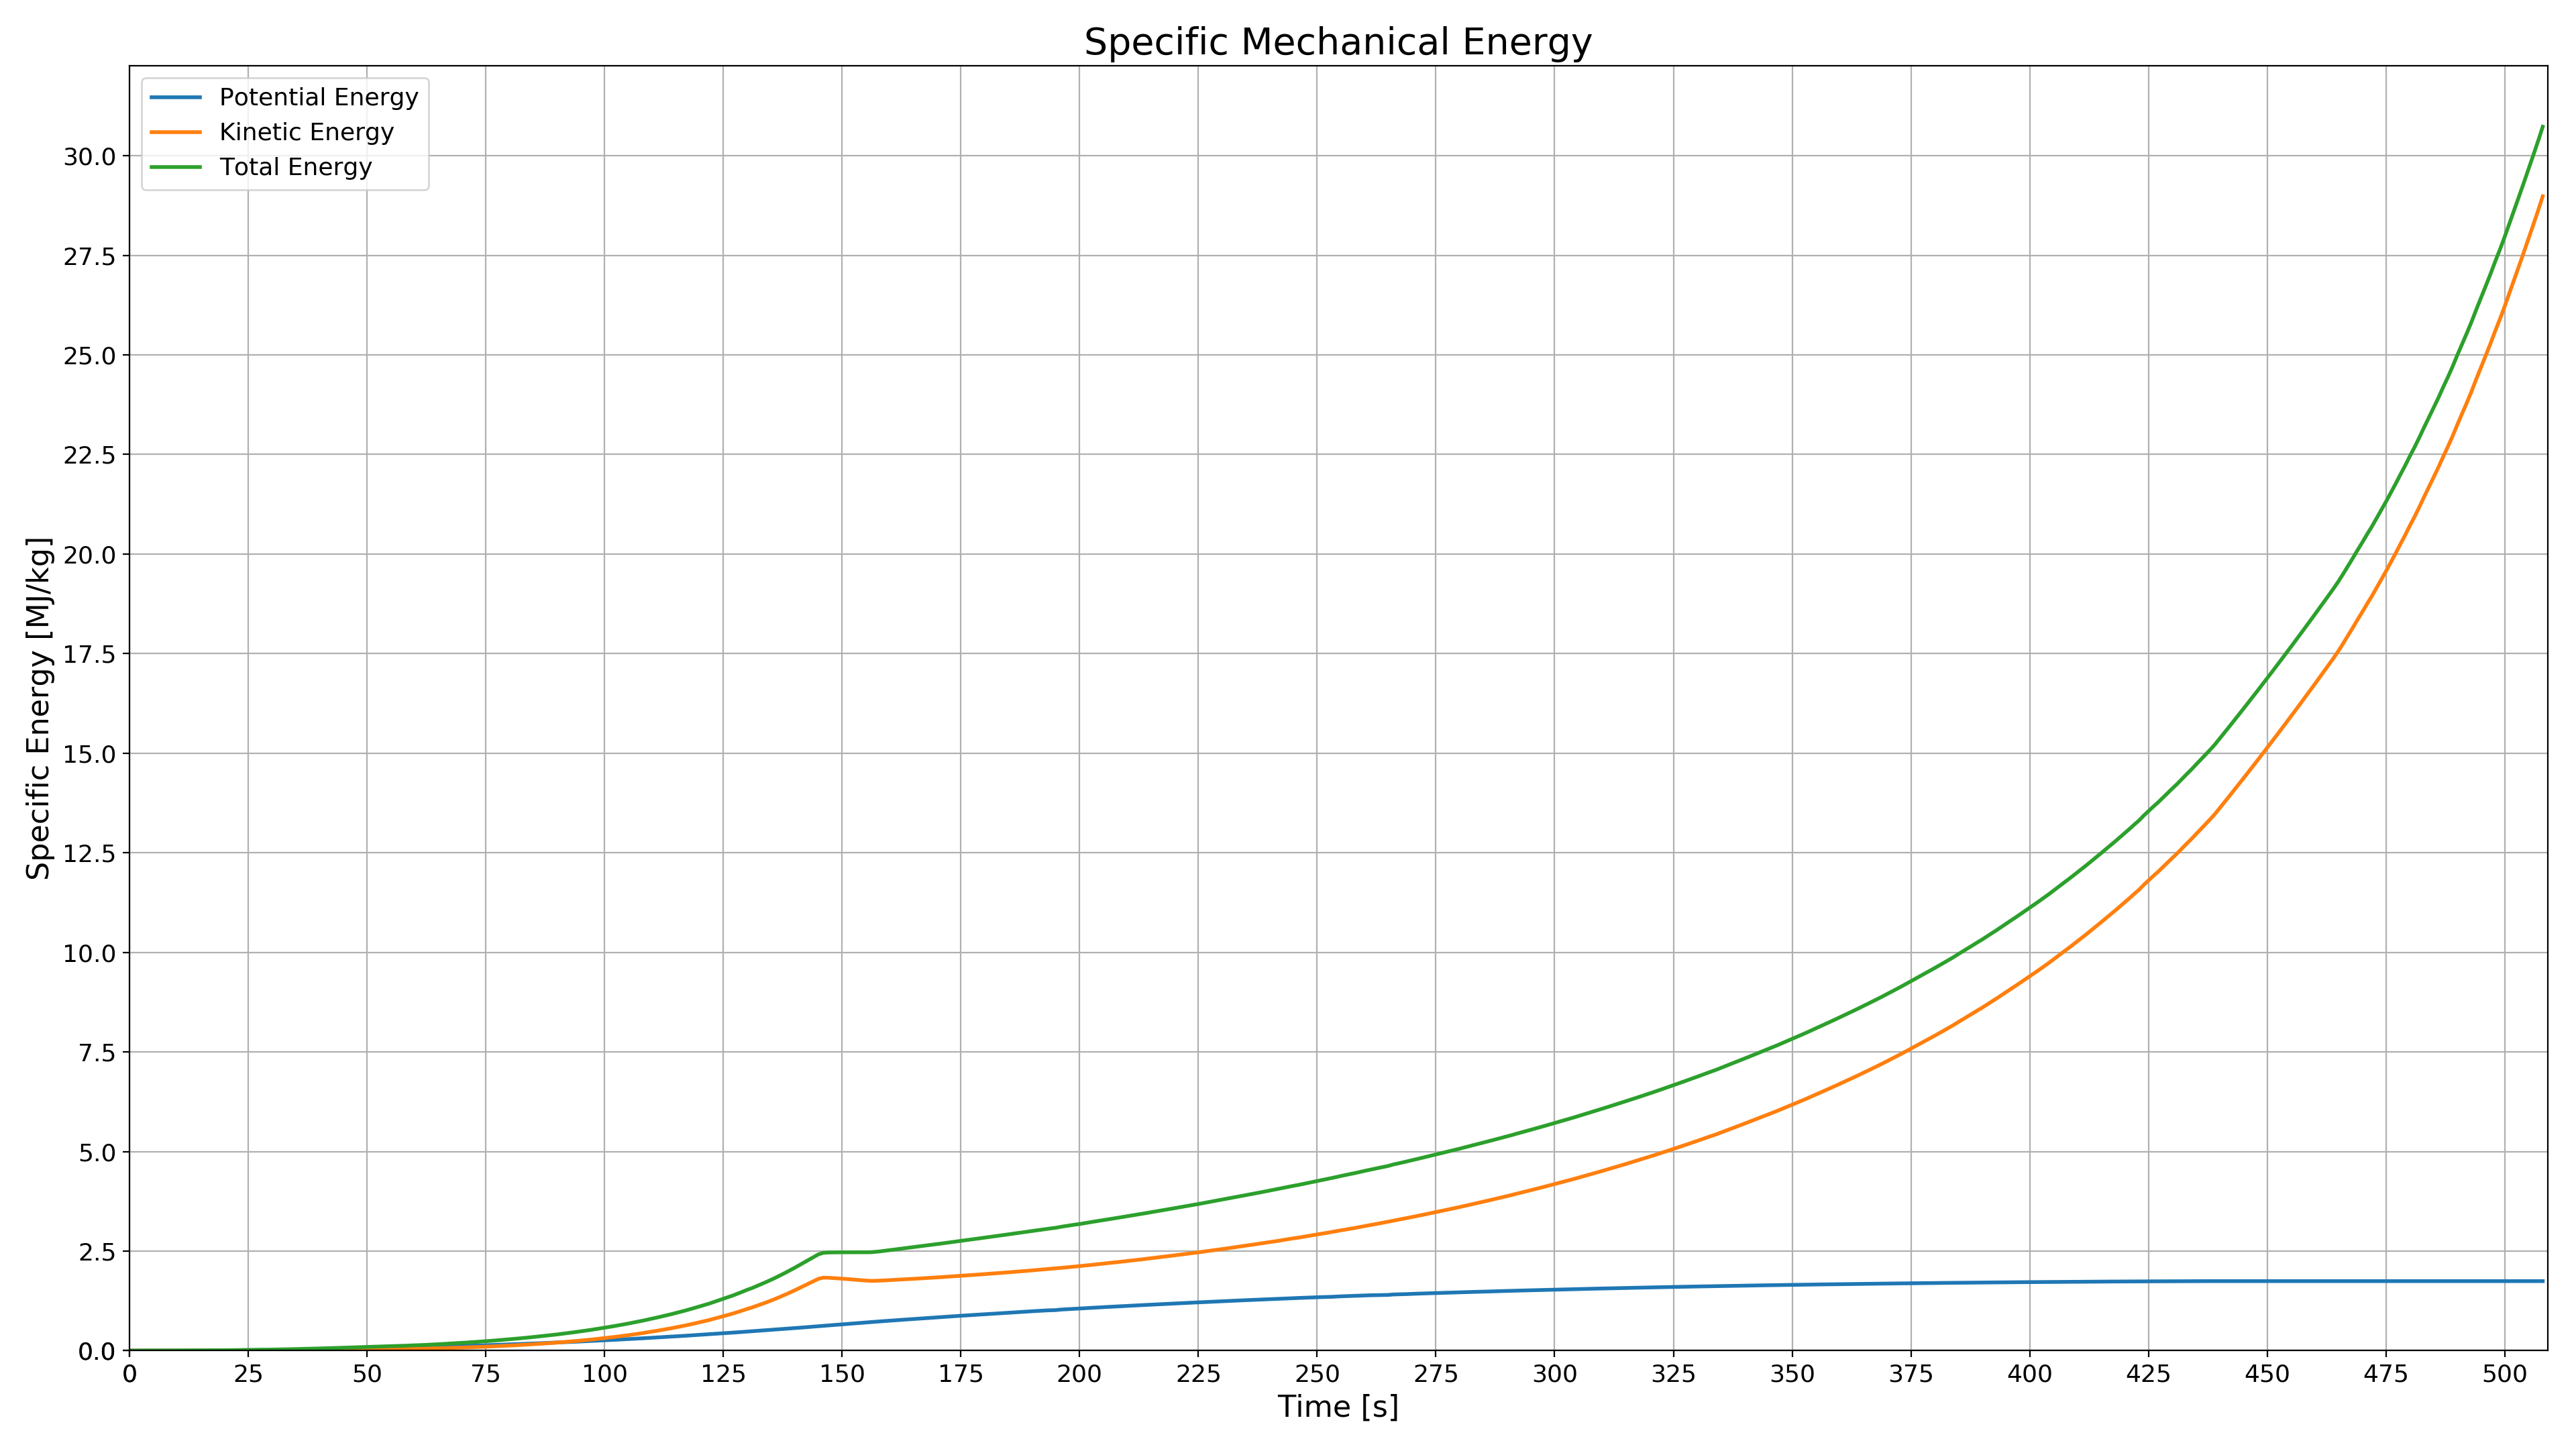 Specific Mechanical Energy
Potential Energy
Kinetic Energy
Total Energy
30.0
27.5
25.0
22.5
20.0
17.5
15.0
12.5
10.0
7.5
5.0
2.5
0.0
Specific Energy [MJ/kg]
0 25 50 75 100 125 150 175 200 225 250 275 300 325 350 375 400 425 450 475 500
Time [s]